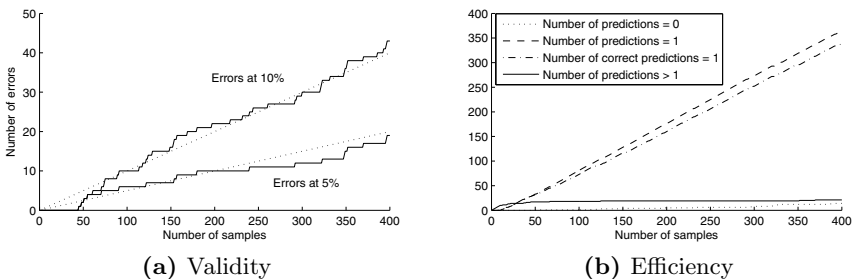 50
40
30
20
10
0
Number of errors
Errors at 10%
Errors at 5%
0 50 100 150 200 250 300 350 400
Number of samples
(a) Validity
400
350
300
250
200
150
100
50
0
Number of predictions = 0
Number of predictions = 1
Number of correct predictions = 1
Number of predictions > 1
0 50 100 150 200 250 300 350 400
Number of samples
(b) Efficiency